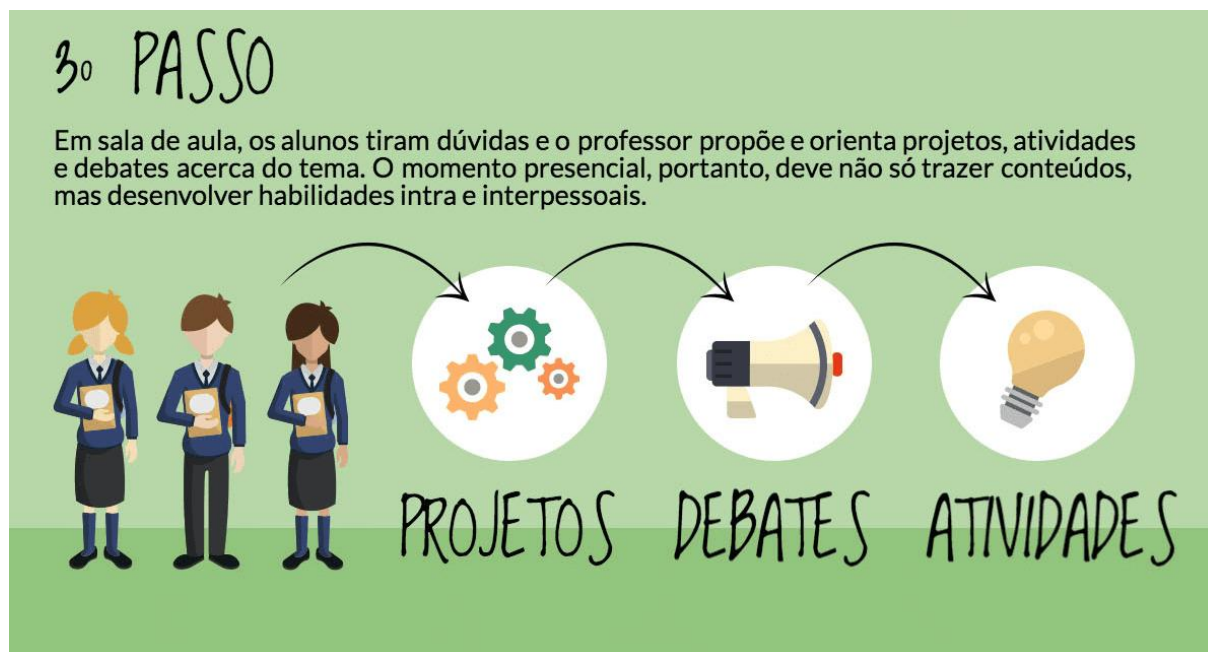 3º PASSO
Em sala de aula, os alunos tiram dúvidas e o professor propõe e orienta projetos, atividades
e debates acerca do tema. O momento presencial, portanto, deve não só trazer conteúdos,
mas desenvolver habilidades intra e interpessoais.
PROJETOS DEBATES ATIVIDADES